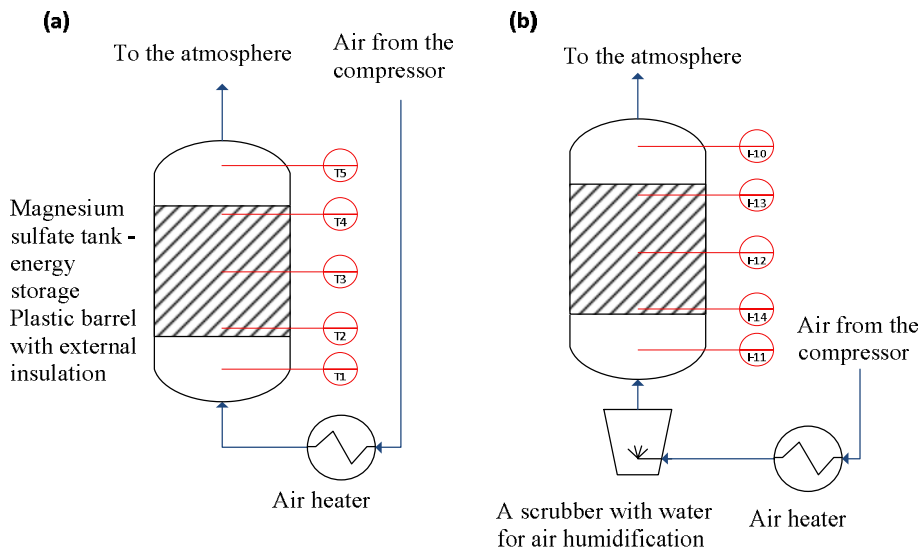 (a)
To the atmosphere
Air from the
compressor
T5
T4
T3
T2
T1
Magnesium
sulfate tank -
energy
storage
Plastic barrel
with external
insulation
Air heater
(b)
To the atmosphere
H10
H13
H12
H14
H11
Air from the
compressor
A scrubber with water
for air humidification
Air heater